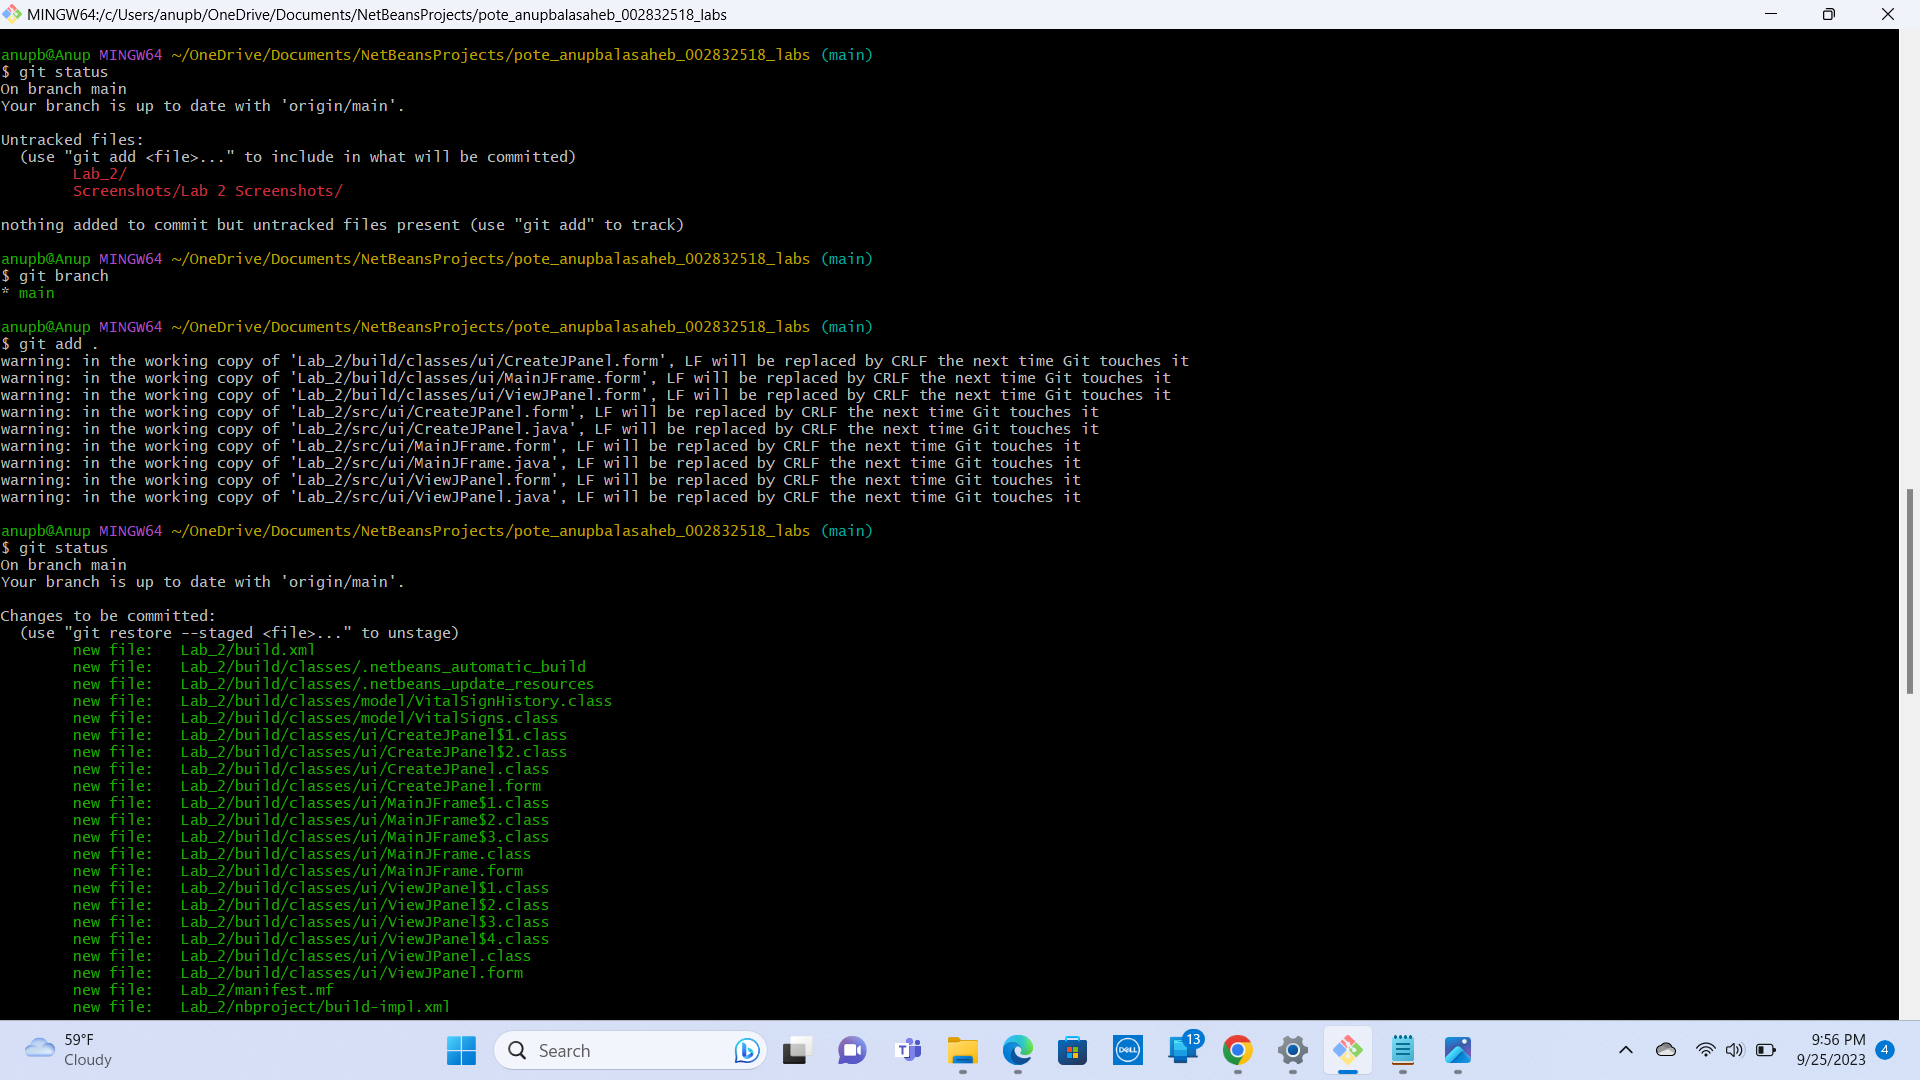 MINGW64:/c/Users/anupb/OneDrive/Documents/NetBeansProjects/pote_anupbalasaheb_002832518_labs
anupb@Anup MINGW64 ~/OneDrive/Documents/NetBeansProjects/pote_anupbalasaheb_002832518_labs (main)
$ git status
On branch main
Your branch is up to date with 'origin/main'.
Untracked files:
(use "git add <file>..." to include in what will be committed)
Lab_2/
Screenshots/Lab 2 Screenshots/
nothing added to commit but untracked files present (use "git add" to track)
anupb@Anup MINGW64 ~/OneDrive/Documents/NetBeansProjects/pote_anupbalasaheb_002832518_labs (main)
$ git branch
* main
anupb@Anup MINGW64 ~/OneDrive/Documents/NetBeansProjects/pote_anupbalasaheb_002832518_labs (main)
$ git add .
warning: in the working copy of 'Lab_2/build/classes/ui/CreateJPanel.form', LF will be replaced by CRLF the next time Git touches it
warning: in the working copy of 'Lab_2/build/classes/ui/MainJFrame.form', LF will be replaced by CRLF the next time Git touches it
warning: in the working copy of 'Lab_2/build/classes/ui/ViewJPanel.form', LF will be replaced by CRLF the next time Git touches it
warning: in the working copy of 'Lab_2/src/ui/CreateJPanel.form', LF will be replaced by CRLF the next time Git touches it
warning: in the working copy of 'Lab_2/src/ui/CreateJPanel.java', LF will be replaced by CRLF the next time Git touches it
warning: in the working copy of 'Lab_2/src/ui/MainJFrame.form', LF will be replaced by CRLF the next time Git touches it
warning: in the working copy of 'Lab_2/src/ui/MainJFrame.java', LF will be replaced by CRLF the next time Git touches it
warning: in the working copy of 'Lab_2/src/ui/ViewJPanel.form', LF will be replaced by CRLF the next time Git touches it
warning: in the working copy of 'Lab_2/src/ui/ViewJPanel.java', LF will be replaced by CRLF the next time Git touches it
anupb@Anup MINGW64 ~/OneDrive/Documents/NetBeansProjects/pote_anupbalasaheb_002832518_labs (main)
$ git status
On branch main
Your branch is up to date with 'origin/main'.
Changes to be committed:
(use "git restore --staged <file>..." to unstage)
new file:   Lab_2/build.xml
new file:   Lab_2/build/classes/.netbeans_automatic_build
new file:   Lab_2/build/classes/.netbeans_update_resources
new file:   Lab_2/build/classes/model/VitalSignHistory.class
new file:   Lab_2/build/classes/model/VitalSigns.class
new file:   Lab_2/build/classes/ui/CreateJPanel$1.class
new file:   Lab_2/build/classes/ui/CreateJPanel$2.class
new file:   Lab_2/build/classes/ui/CreateJPanel.class
new file:   Lab_2/build/classes/ui/CreateJPanel.form
new file:   Lab_2/build/classes/ui/MainJFrame$1.class
new file:   Lab_2/build/classes/ui/MainJFrame$2.class
new file:   Lab_2/build/classes/ui/MainJFrame$3.class
new file:   Lab_2/build/classes/ui/MainJFrame.class
new file:   Lab_2/build/classes/ui/MainJFrame.form
new file:   Lab_2/build/classes/ui/ViewJPanel$1.class
new file:   Lab_2/build/classes/ui/ViewJPanel$2.class
new file:   Lab_2/build/classes/ui/ViewJPanel$3.class
new file:   Lab_2/build/classes/ui/ViewJPanel$4.class
new file:   Lab_2/build/classes/ui/ViewJPanel.class
new file:   Lab_2/build/classes/ui/ViewJPanel.form
new file:   Lab_2/manifest.mf
new file:   Lab_2/nbproject/build-impl.xml
59°F
Cloudy
Search
DELL
13
9:56 PM
9/25/2023
4